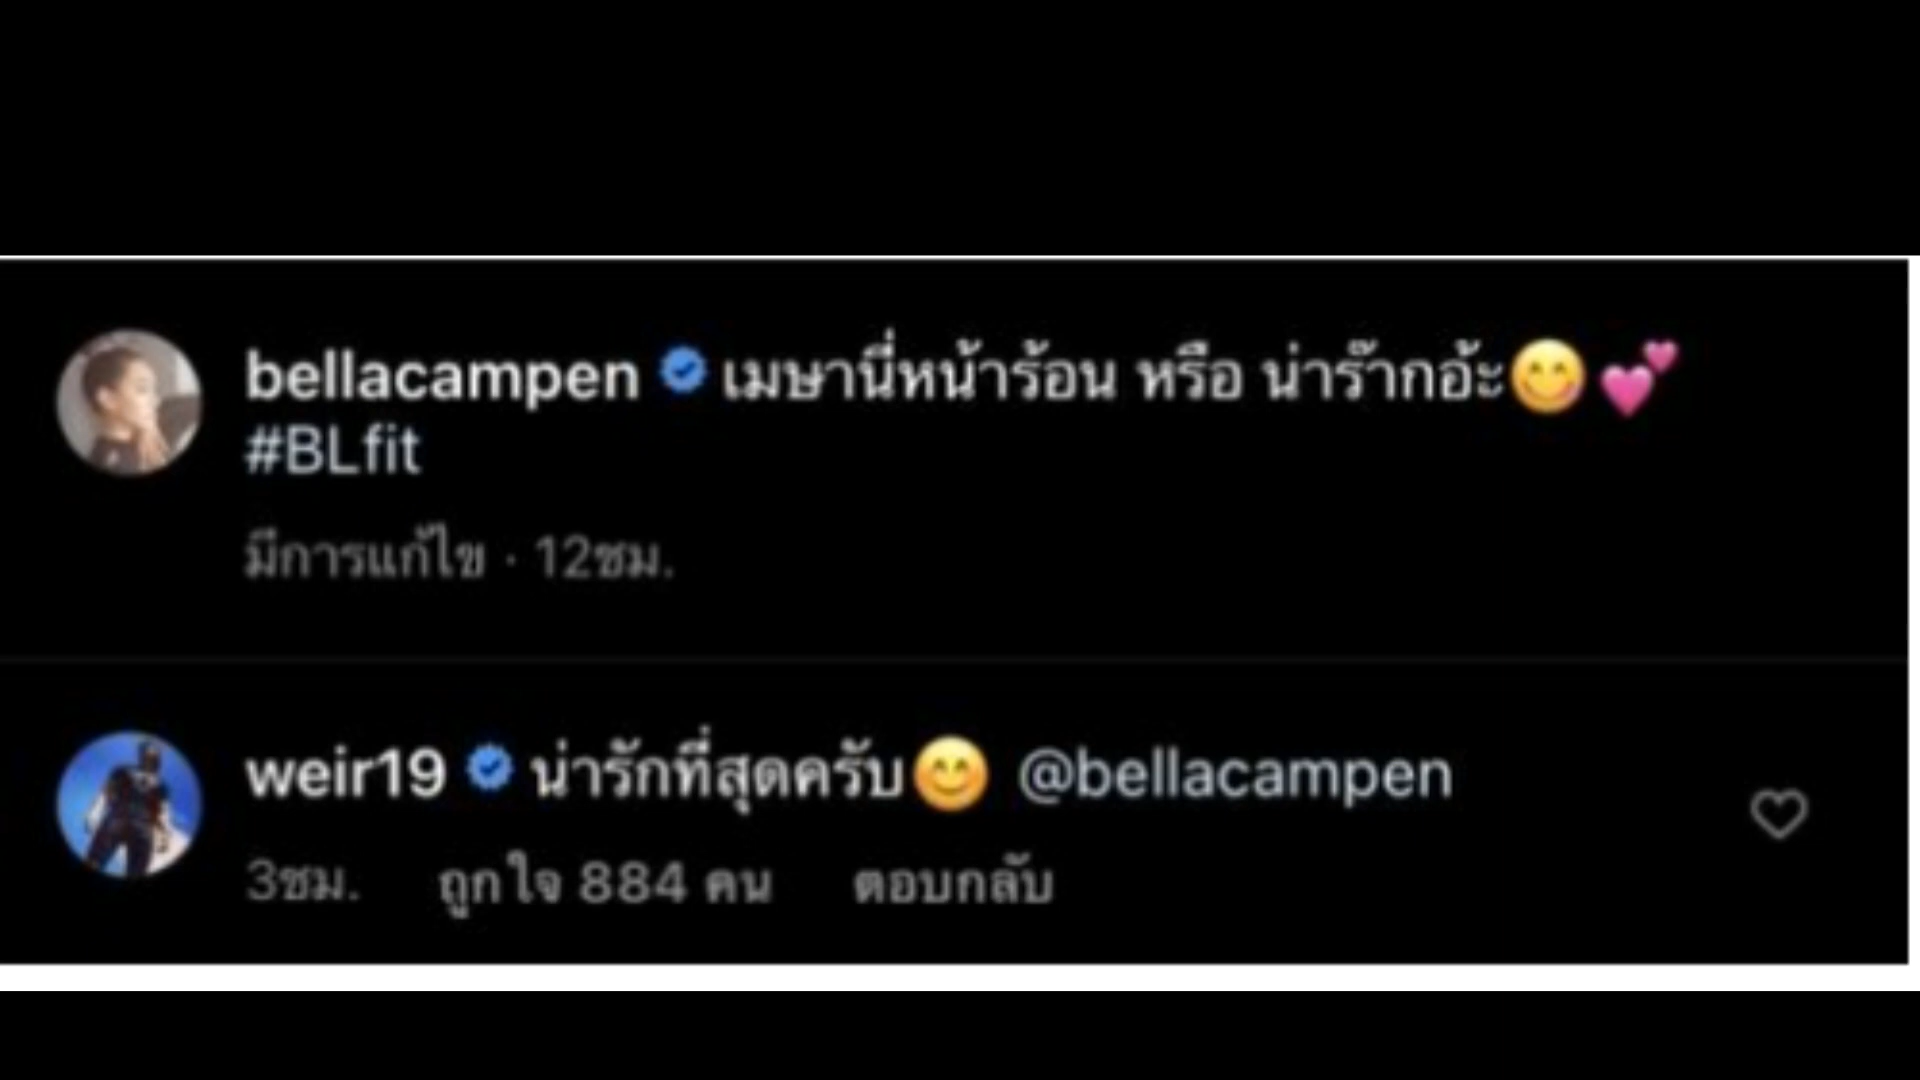 bellacampen เมษานี่หน้าร้อน หรือ น่าร๊ากอ้ะ😋💕
#BLfit
มีการแก้ไข · 12ชม.
weir19 น่ารักที่สุดครับ😊 @bellacampen
3ชม. ถูกใจ 884 คน ตอบกลับ